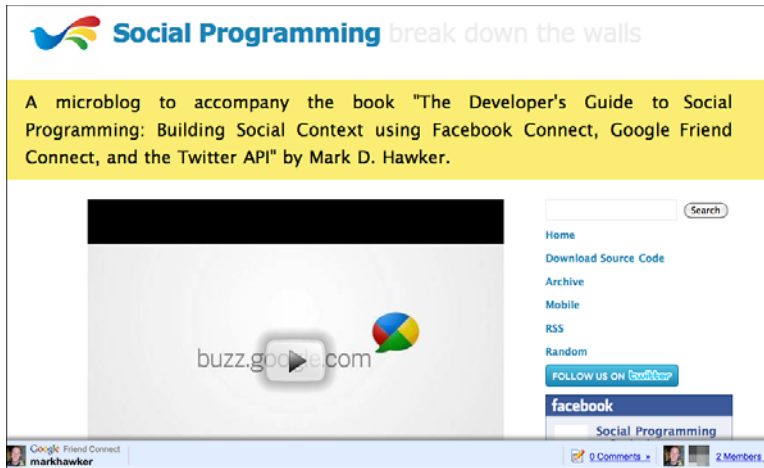 Social Programming break down the walls
A microblog to accompany the book "The Developer's Guide to Social
Programming: Building Social Context using Facebook Connect, Google Friend
Connect, and the Twitter API" by Mark D. Hawker.
Search
Home
Download Source Code
Archive
Mobile
RSS
Random
FOLLOW US ON twitter
facebook
Social Programming
buzz.google.com
Google Friend Connect
markhawker
0 Comments »
2 Members